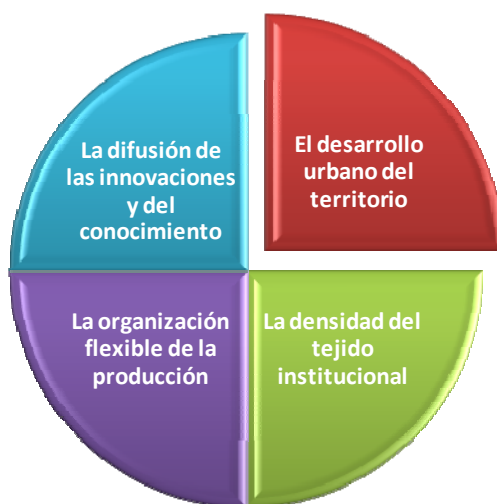 La difusión de
las innovaciones
y del
conocimiento
El desarrollo
urbano del
territorio
La organización
flexible de la
producción
La densidad del
tejido
institucional